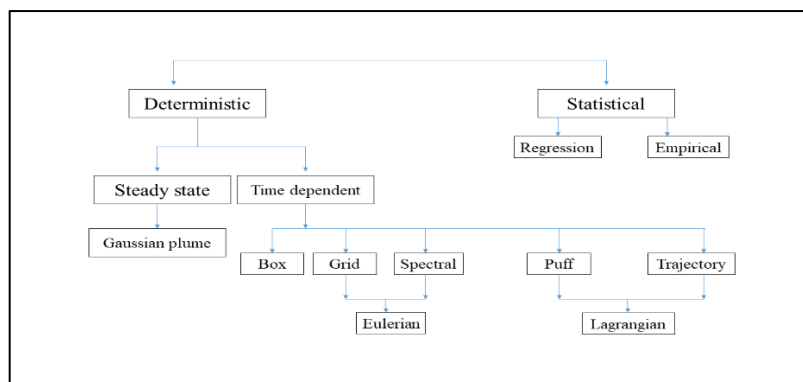 Deterministic
Statistical
Regression
Empirical
Steady state
Time dependent
Gaussian plume
Box
Grid
Spectral
Puff
Trajectory
Eulerian
Lagrangian